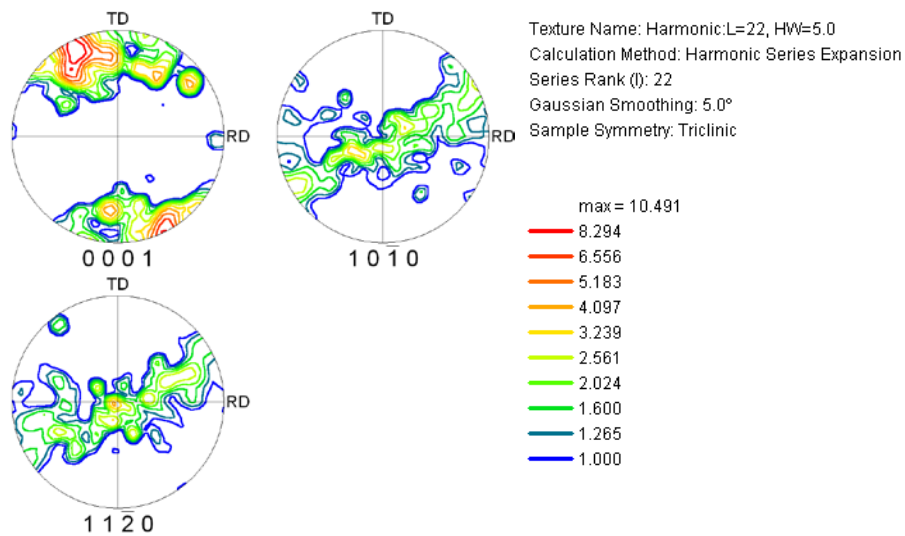 TD
RD
0 0 0 1
TD
RD
1 0 1̅ 0
TD
RD
1 1 2̅ 0
Texture Name: Harmonic:L=22, HW=5.0
Calculation Method: Harmonic Series Expansion
Series Rank (l): 22
Gaussian Smoothing: 5.0°
Sample Symmetry: Triclinic
max = 10.491
8.294
6.556
5.183
4.097
3.239
2.561
2.024
1.600
1.265
1.000